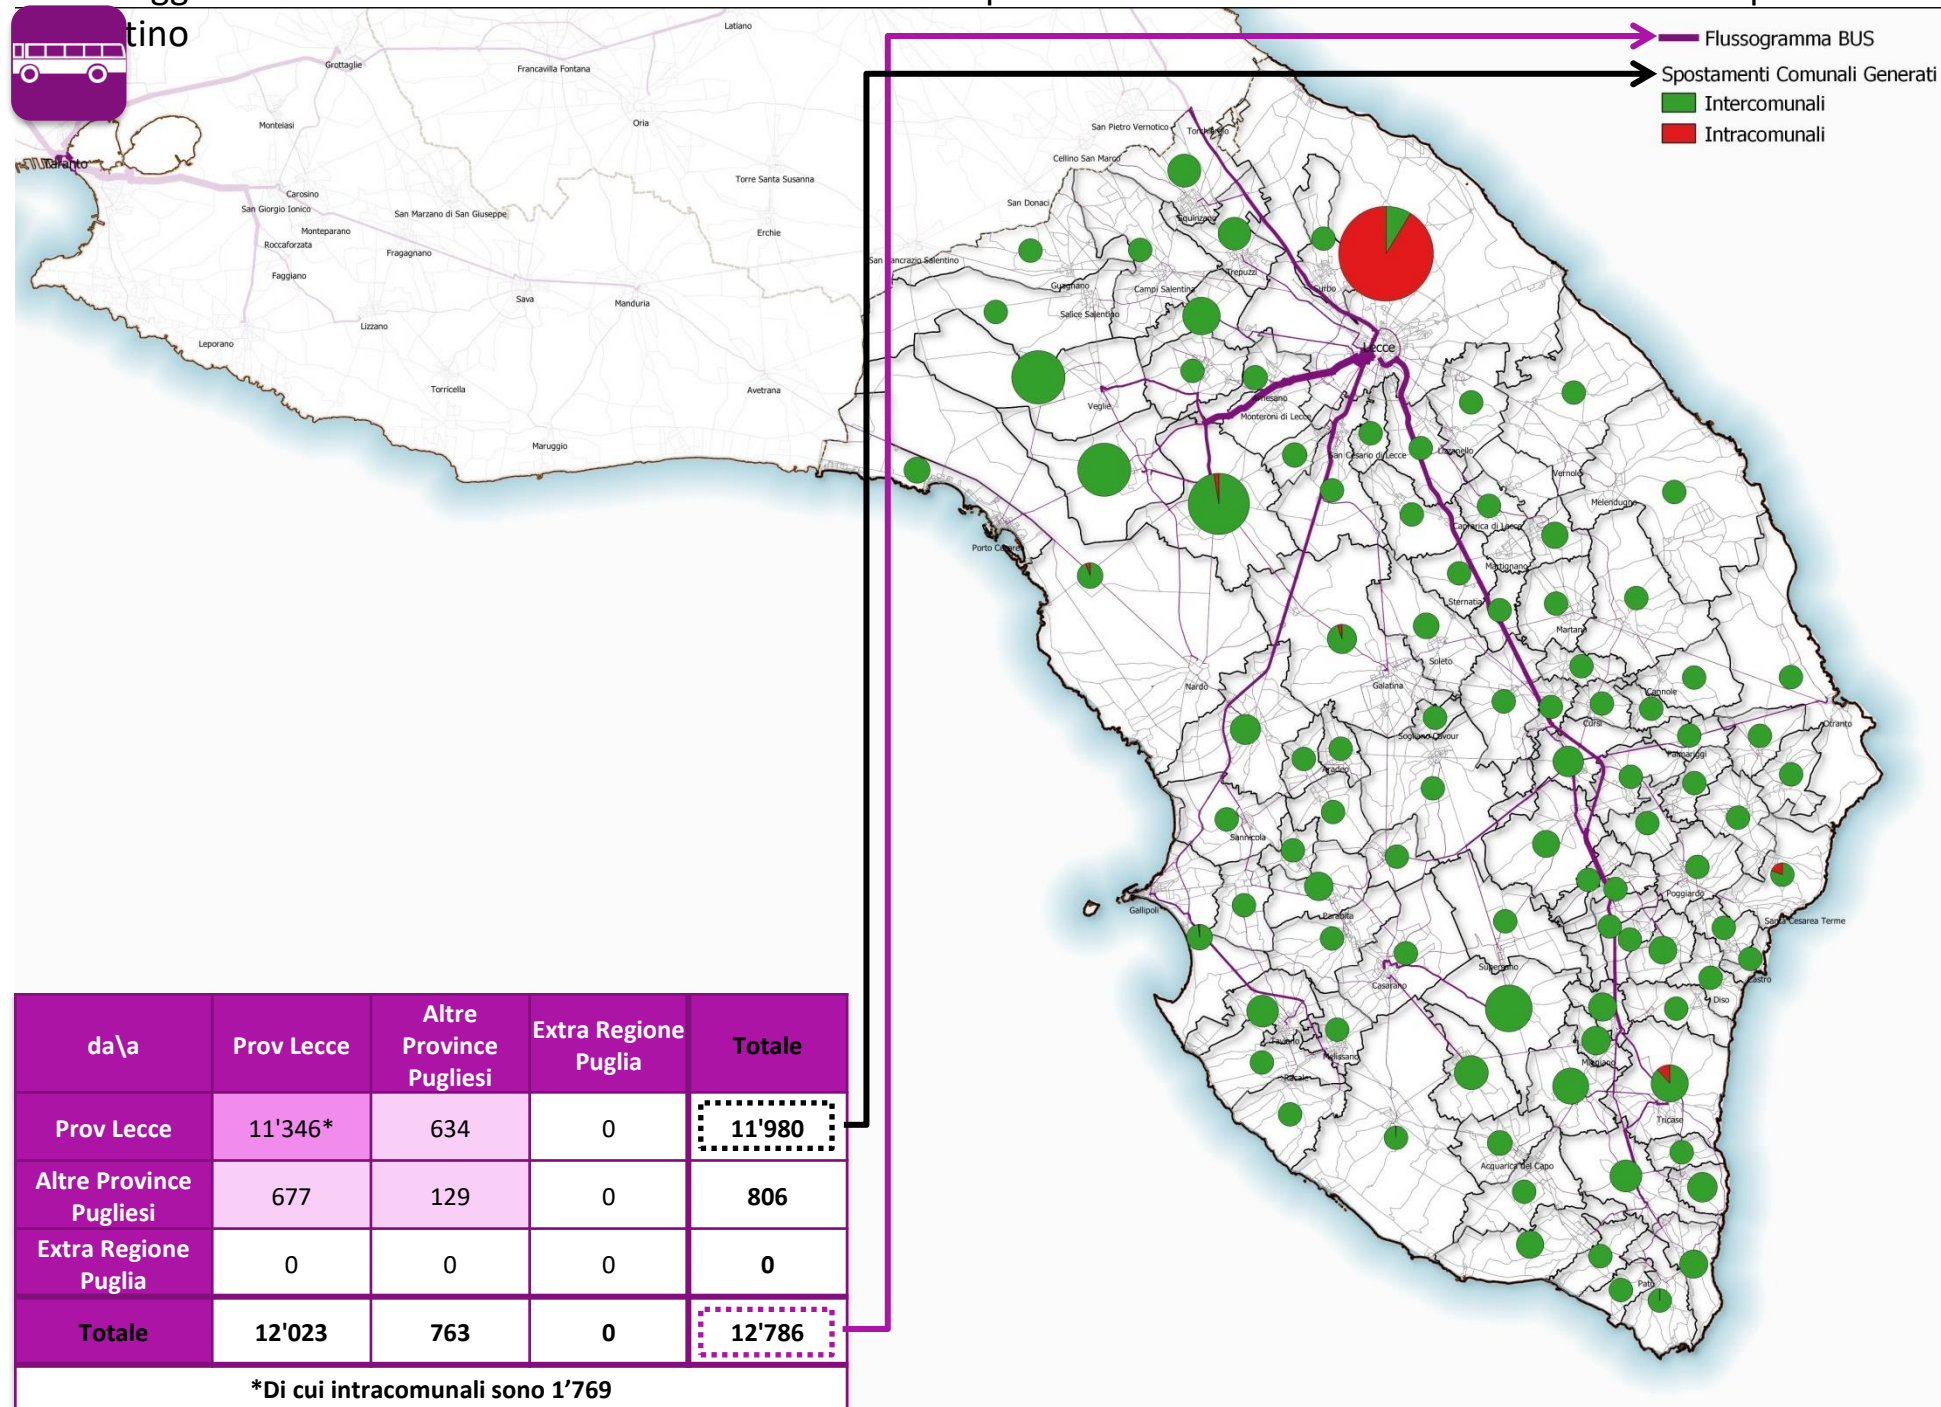 tino
Flussogramma BUS
Spostamenti Comunali Generati
Intercomunali
Intracomunali
Latiano
Grottaglie
Francavilla Fontana
Monteiasi
Oria
San Pietro Vernotico
Cellino San Marco
Taranto
Torre Santa Susanna
Carosino
San Giorgio Ionico
San Marzano di San Giuseppe
San Donaci
Squinzano
Monteparano
Roccaforzata
Erchie
Fragagnano
San Pancrazio Salentino
Faggiano
Trepuzzi
Guagnano
Campi Salentina
Surbo
Sava
Manduria
Salice Salentino
Lizzano
Leporano
Lecce
Torricella
Avetrana
Veglie
Arnesano
Monteroni di Lecce
Maruggio
San Cesario di Lecce
Lizzanello
Vernole
Melendugno
Caprarica di Lecce
Porto Cesareo
Martignano
Sternatia
Martano
Soleto
Nardò
Galatina
Cannole
Otranto
Cursi
Sogliano Cavour
Palmariggi
Aradeo
Sannicola
Poggiardo
Gallipoli
Parabita
Santa Cesarea Terme
Supersano
Casarano
Castro
Diso
Taviano
Melissano
Miggiano
Racale
Tricase
Acquarica del Capo
Patù
da\a
Prov Lecce
Altre Province Pugliesi
Extra Regione Puglia
Totale
Prov Lecce
11'346*
634
0
11'980
Altre Province Pugliesi
677
129
0
806
Extra Regione Puglia
0
0
0
0
Totale
12'023
763
0
12'786
*Di cui intracomunali sono 1’769